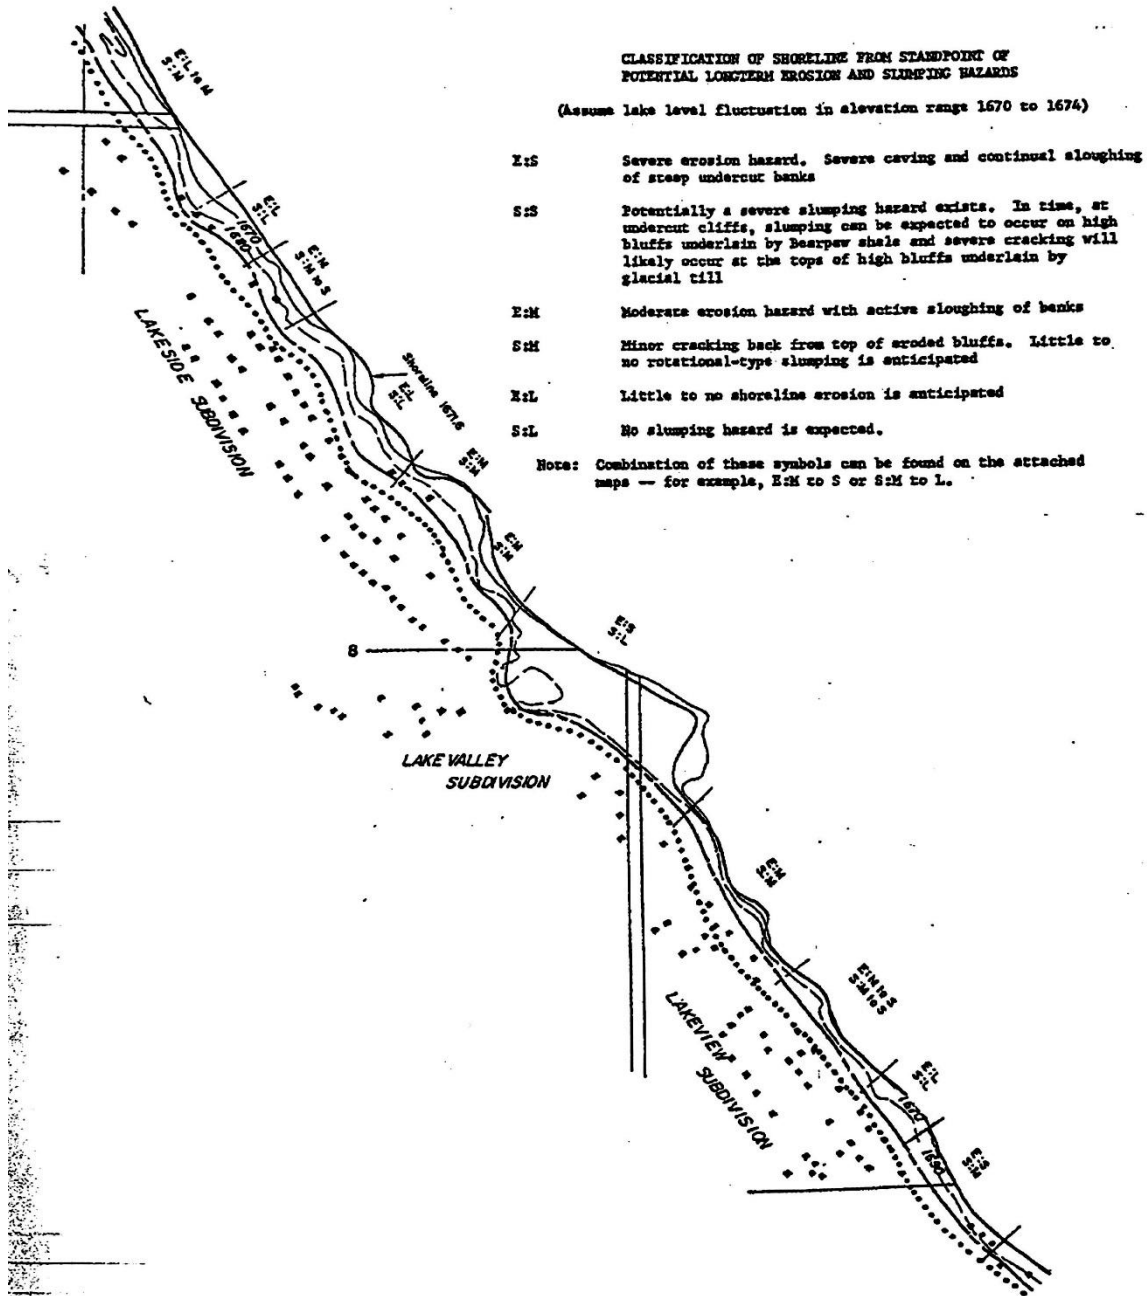 CLASSIFICATION OF SHORELINE FROM STANDPOINT OF
POTENTIAL LONGTERM EROSION AND SLUMPING HAZARDS
(Assume lake level fluctuation in elevation range 1670 to 1674)
E:S Severe erosion hazard. Severe caving and continual sloughing
of steep undercut banks
S:S Potentially a severe slumping hazard exists. In time, at
undercut cliffs, slumping can be expected to occur on high
bluffs underlain by Bearpaw shale and severe cracking will
likely occur at the tops of high bluffs underlain by
glacial till
E:M Moderate erosion hazard with active sloughing of banks
S:M Minor cracking back from top of eroded bluffs. Little to
no rotational-type slumping is anticipated
E:L Little to no shoreline erosion is anticipated
S:L No slumping hazard is expected.
Note: Combination of these symbols can be found on the attached
maps — for example, E:M to S or S:M to L.
E:L to M
S:M
E:L
S:L
1670
1680
E:M
S:M to S
LAKESIDE
SUBDIVISION
Shoreline 1671.6
E:L
S:L
E:M
S:M
E:M
S:M
8
E:S
S:L
LAKE VALLEY
SUBDIVISION
E:M
S:M
E:M to S
S:M to S
LAKEVIEW
SUBDIVISION
E:L
S:L
1670
1690
E:S
S:M